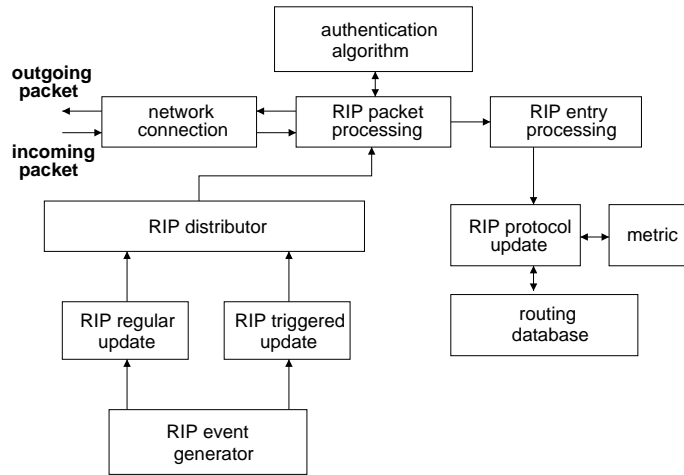 authentication
algorithm
outgoing
packet
network
connection
RIP packet
processing
RIP entry
processing
incoming
packet
RIP distributor
RIP protocol
update
metric
RIP regular
update
RIP triggered
update
routing
database
RIP event
generator